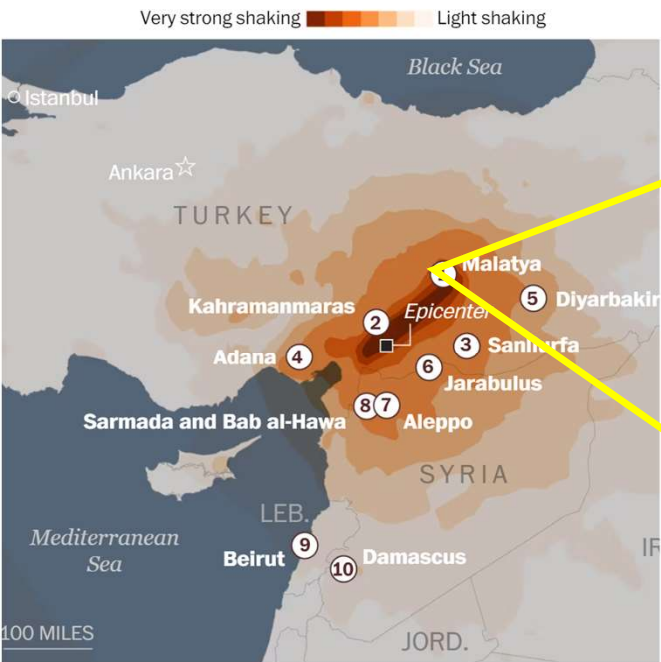 Very strong shaking Light shaking
Black Sea
Istanbul
Ankara
TURKEY
Malatya
5 Diyarbakir
Kahramanmaras
Epicenter
2
3 Sanliurfa
Adana 4
6
Jarabulus
8 7
Sarmada and Bab al-Hawa Aleppo
SYRIA
LEB.
Mediterranean
Sea
Beirut 9
Damascus
10
100 MILES
JORD.